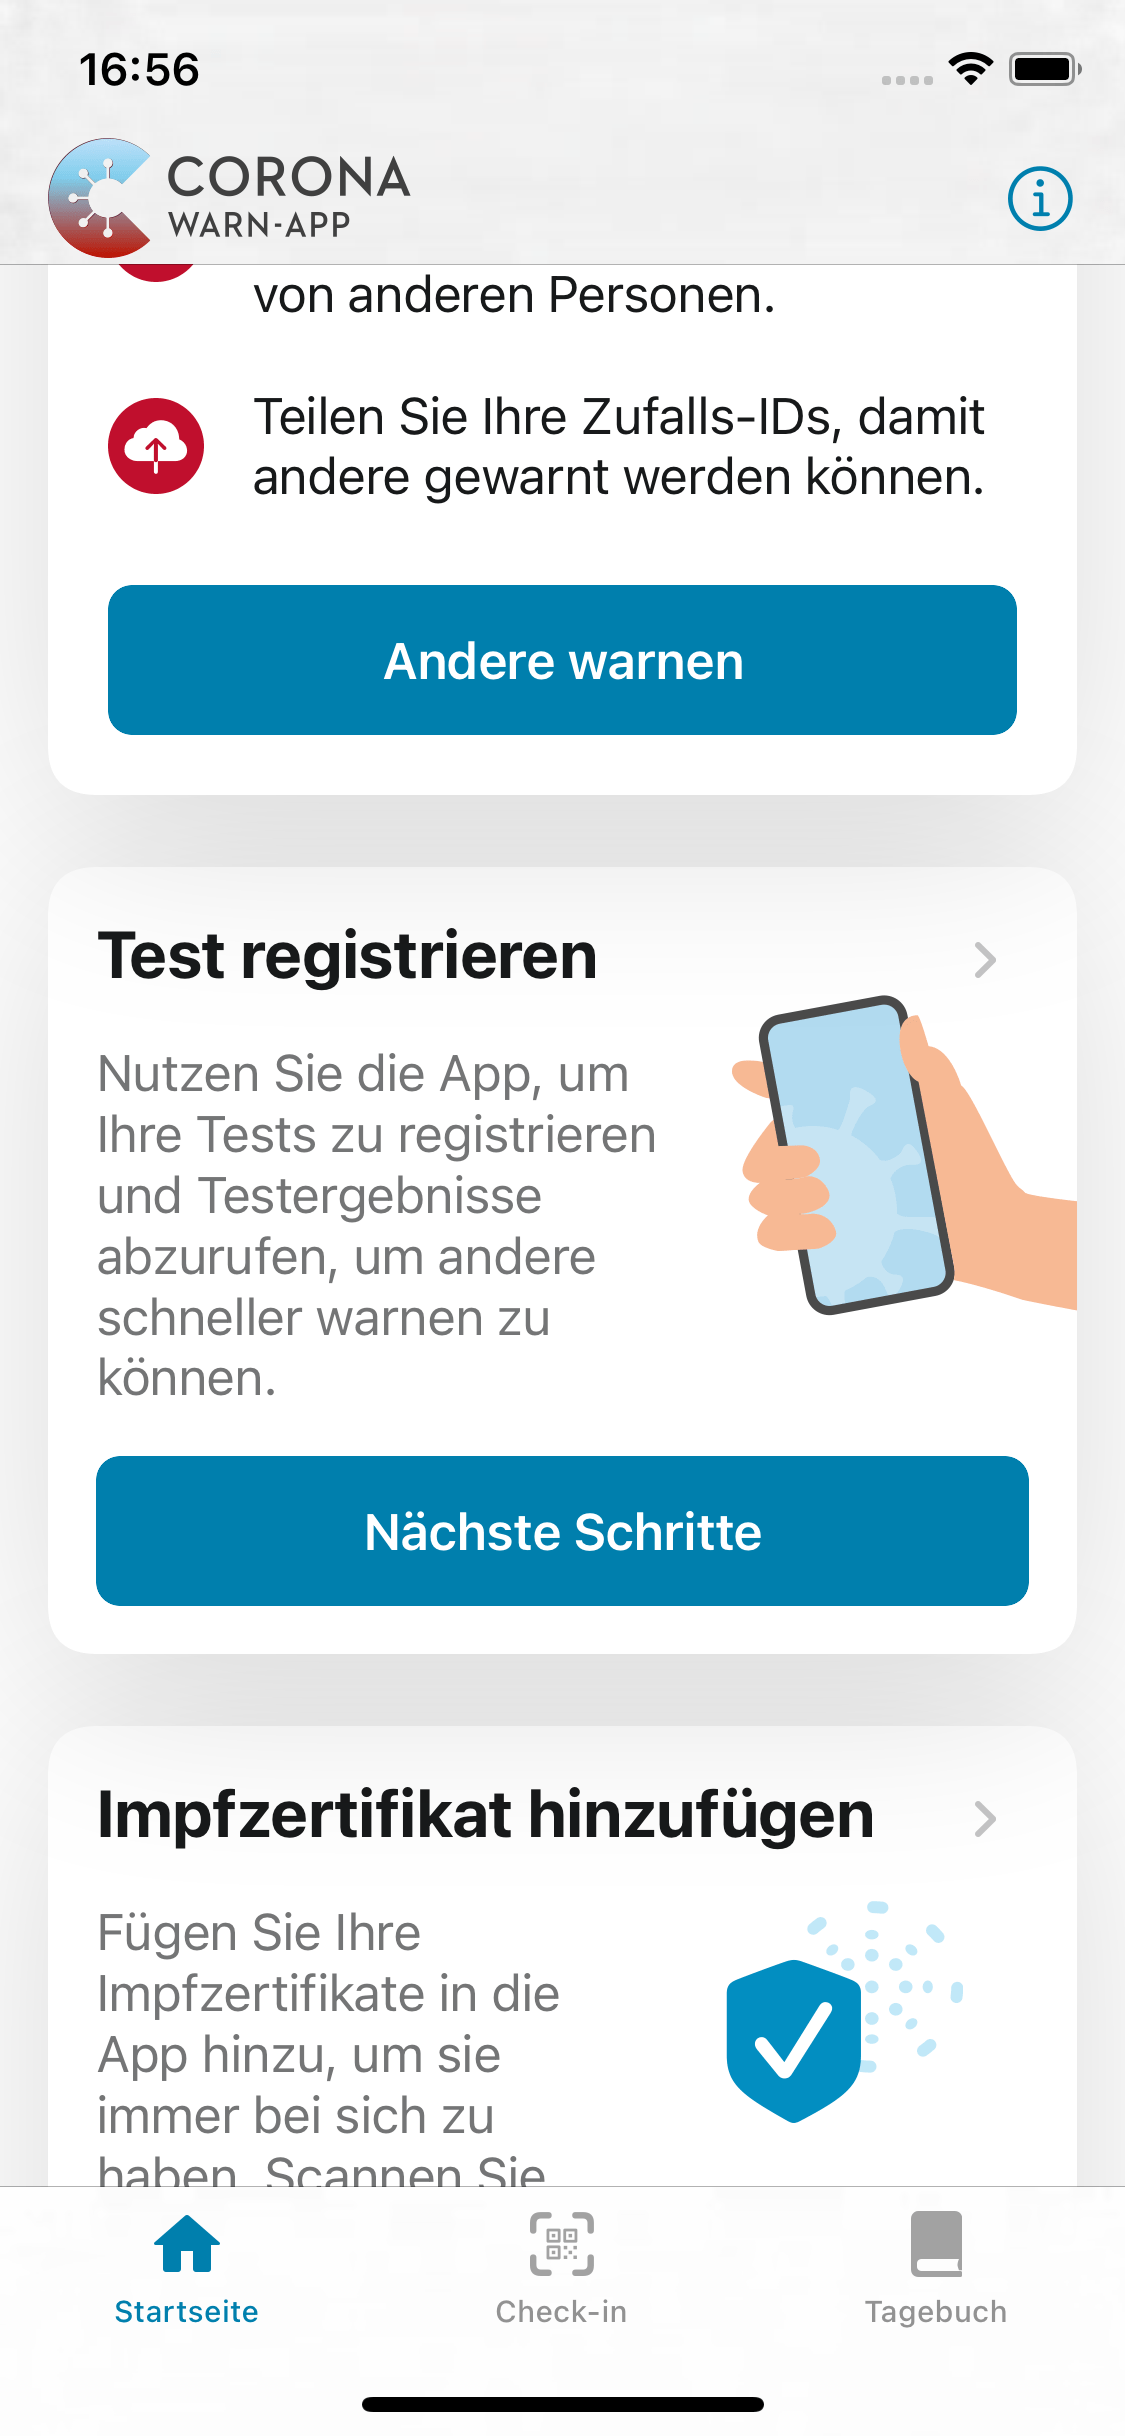 16:56
CORONA
WARN-APP
von anderen Personen.
Teilen Sie Ihre Zufalls-IDs, damit
andere gewarnt werden können.
Andere warnen
Test registrieren
Nutzen Sie die App, um
Ihre Tests zu registrieren
und Testergebnisse
abzurufen, um andere
schneller warnen zu
können.
Nächste Schritte
Impfzertifikat hinzufügen
Fügen Sie Ihre
Impfzertifikate in die
App hinzu, um sie
immer bei sich zu
haben. Scannen Sie
Startseite
Check-in
Tagebuch